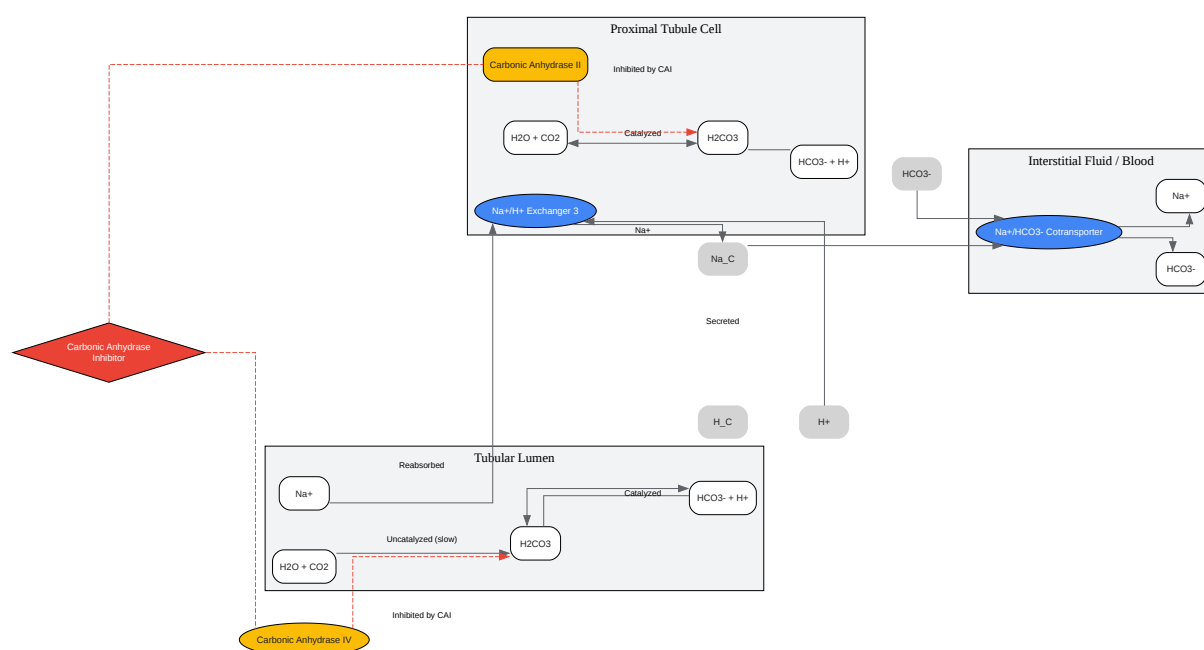 Proximal Tubule Cell
Carbonic Anhydrase II
Inhibited by CAI
H2O + CO2
Catalyzed
H2CO3
HCO3- + H+
Na+/H+ Exchanger 3
Na+
Na_C
HCO3-
Interstitial Fluid / Blood
Na+
Na+/HCO3- Cotransporter
HCO3-
Secreted
Carbonic Anhydrase
Inhibitor
H_C
H+
Tubular Lumen
Reabsorbed
Na+
Catalyzed
HCO3- + H+
Uncatalyzed (slow)
H2CO3
H2O + CO2
Inhibited by CAI
Carbonic Anhydrase IV